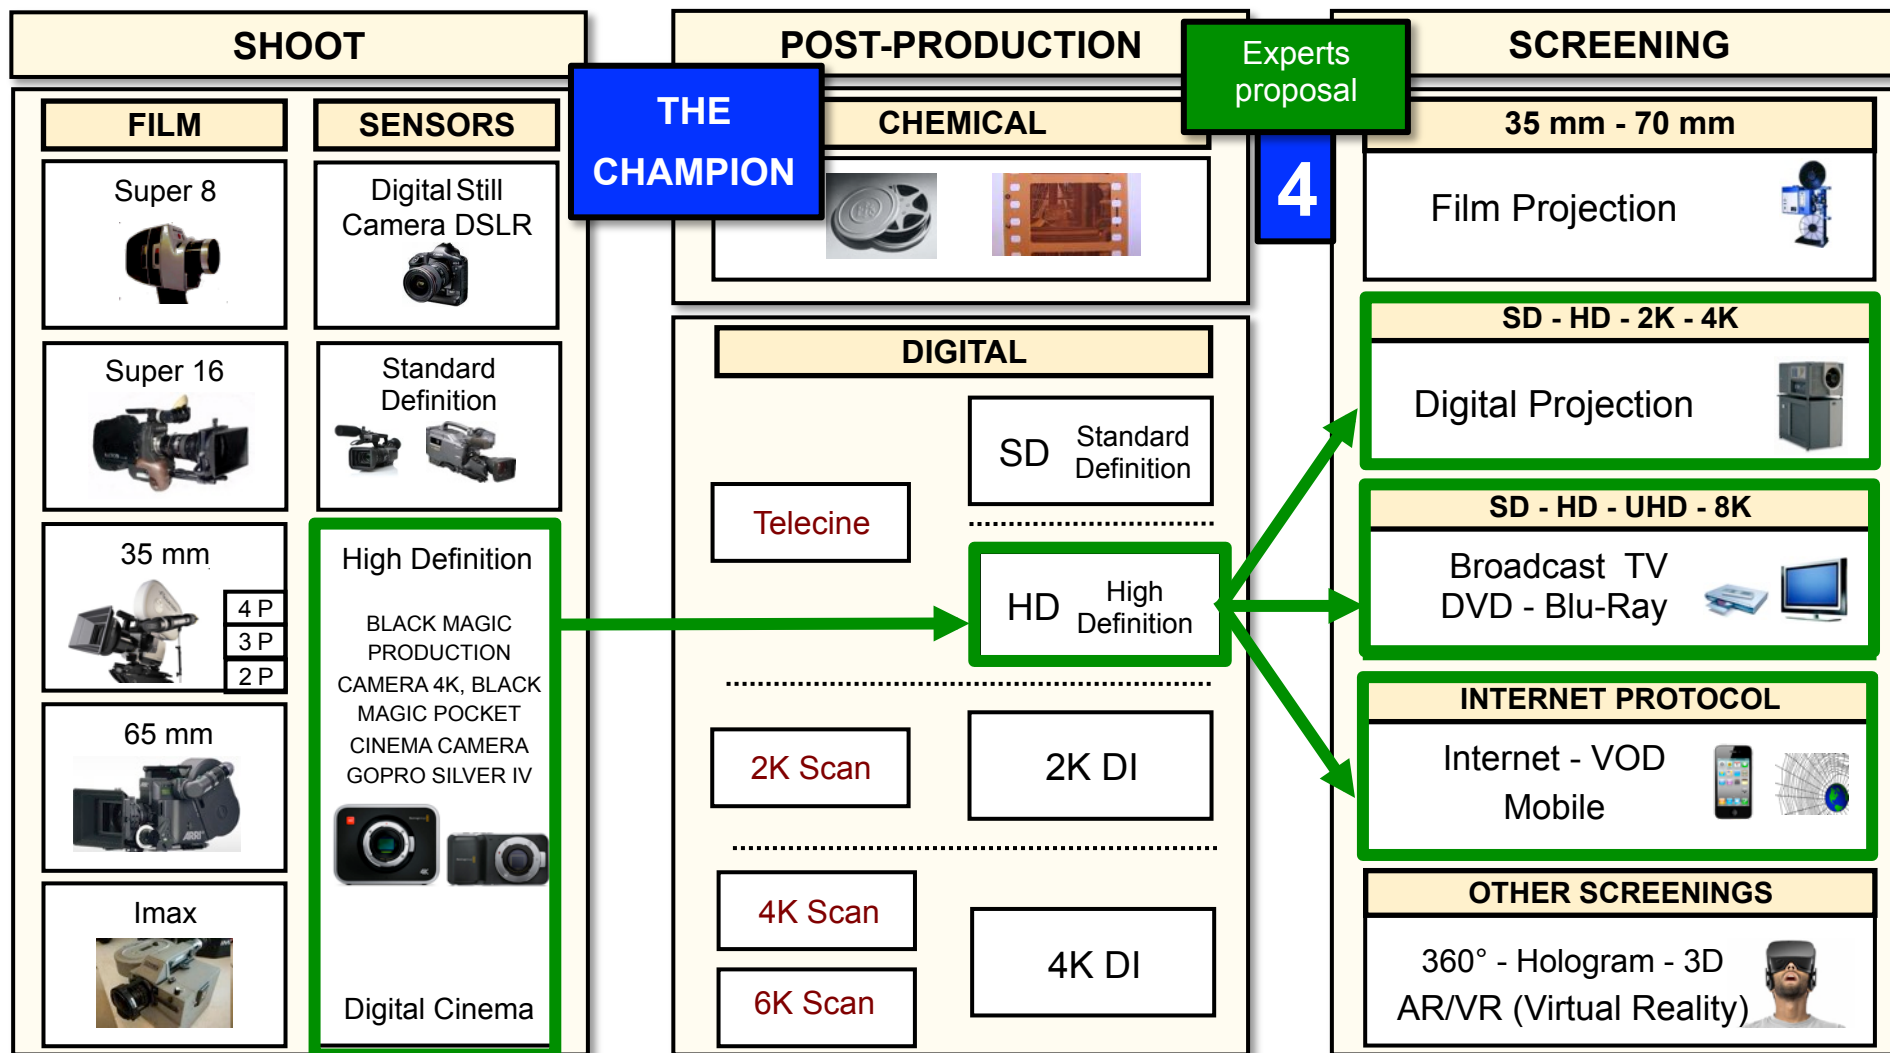 SHOOT
POST-PRODUCTION
SCREENING
THE
CHAMPION
Experts
proposal
4
FILM
Super 8
Super 16
35 mm
4 P
3 P
2 P
65 mm
ARRI
Imax
SENSORS
Digital Still
Camera DSLR
Standard
Definition
High Definition
BLACK MAGIC
PRODUCTION
CAMERA 4K, BLACK
MAGIC POCKET
CINEMA CAMERA
GOPRO SILVER IV
4K
Digital Cinema
CHEMICAL
DIGITAL
SD
Standard
Definition
Telecine
HD
High
Definition
2K Scan
2K DI
4K Scan
6K Scan
4K DI
35 mm - 70 mm
Film Projection
SD - HD - 2K - 4K
Digital Projection
SD - HD - UHD - 8K
Broadcast TV
DVD - Blu-Ray
INTERNET PROTOCOL
Internet - VOD
Mobile
OTHER SCREENINGS
360° - Hologram - 3D
AR/VR (Virtual Reality)